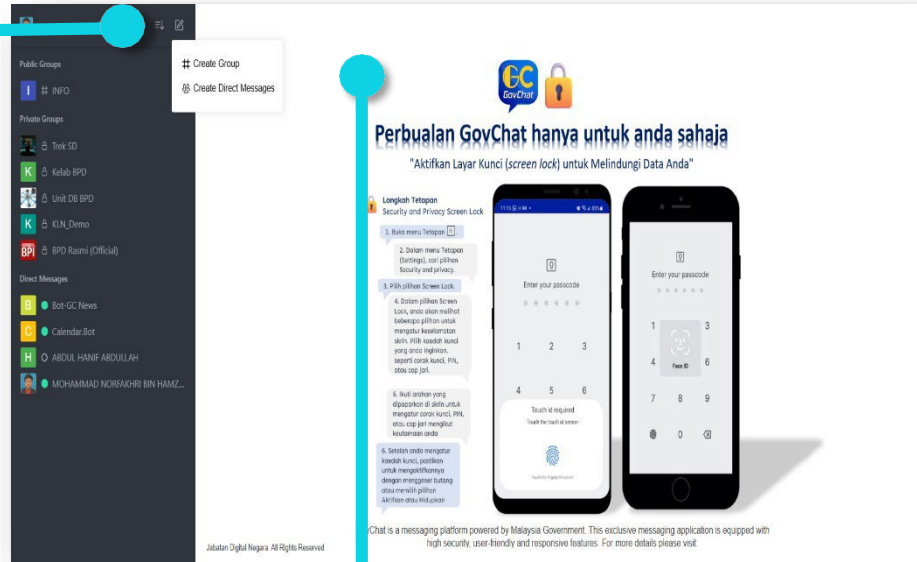 Public Groups
I # INFO
Private Groups
Trek SD
K Kelab BPD
Unit DB BPD
K KLN_Demo
BPI BPD Rasmi (Official)
Direct Messages
B Bot-GC News
C Calendar.Bot
H ABDUL HANIF ABDULLAH
MOHAMMAD NORFAKHRI BIN HAMZ...
# Create Group
Create Direct Messages
GC
GovChat
Perbualan GovChat hanya untuk anda sahaja
"Aktifkan Layar Kunci (screen lock) untuk Melindungi Data Anda"
Langkah Tetapan
Security and Privacy Screen Lock
1. Buka menu Tetapan
2. Dalam menu Tetapan
(Settings), cari pilihan
Security and privacy.
3. Pilih pilihan Screen Lock.
4. Dalam pilihan Screen
Lock, anda akan melihat
beberapa pilihan untuk
mengatur keselamatan
skrin. Pilih kaedah kunci
yang anda inginkan,
seperti corak kunci, PIN,
atau cap jari.
5. Ikuti arahan yang
dipaparkan di skrin untuk
mengatur corak kunci, PIN,
atau cap jari mengikut
keutamaan anda
6. Setelah anda mengatur
kaedah kunci, pastikan
untuk mengaktifkannya
dengan menggeser butang
atau memilih pilihan
Aktifkan atau Hidupkan
Enter your passcode
1 2 3
4 5 6
Touch id required
Touch the touch id sensor
Enter your passcode
1 3
4 Face ID 6
7 8 9
0
vChat is a messaging platform powered by Malaysia Government. This exclusive messaging application is equipped with
high security, user-friendly and responsive features. For more details please visit:
Jabatan Digital Negara. All Rights Reserved